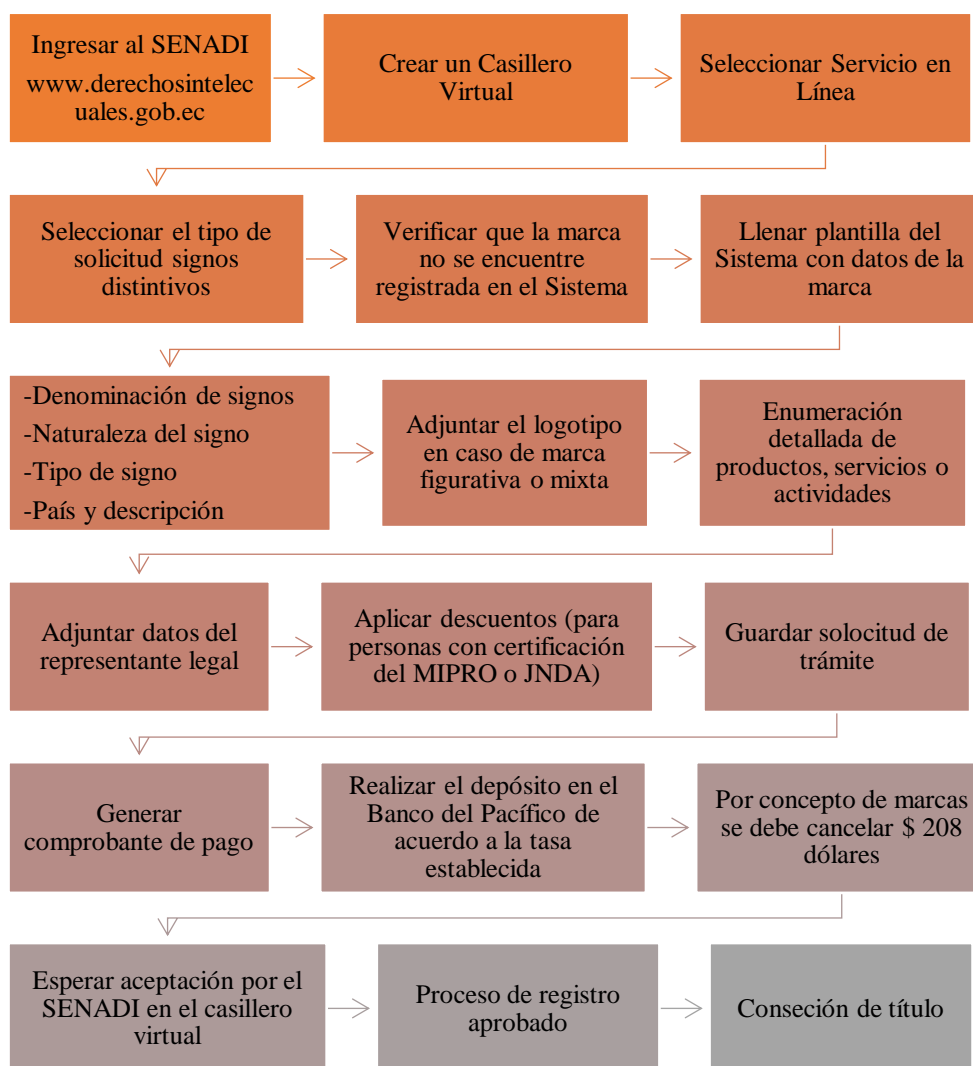 Ingresar al SENADI
www.derechosintelec
uales.gob.ec
Crear un Casillero
Virtual
Seleccionar Servicio en
Línea
Seleccionar el tipo de
solicitud signos
distintivos
Verificar que la marca
no se encuentre
registrada en el Sistema
Llenar plantilla del
Sistema con datos de la
marca
-Denominación de signos
-Naturaleza del signo
-Tipo de signo
-País y descripción
Adjuntar el logotipo
en caso de marca
figurativa o mixta
Enumeración
detallada de
productos, servicios o
actividades
Adjuntar datos del
representante legal
Aplicar descuentos (para
personas con certificación
del MIPRO o JNDA)
Guardar solocitud de
trámite
Generar
comprobante de pago
Realizar el depósito en el
Banco del Pacífico de
acuerdo a la tasa
establecida
Por concepto de marcas
se debe cancelar $ 208
dólares
Esperar aceptación por el
SENADI en el casillero
virtual
Proceso de registro
aprobado
Conseción de título